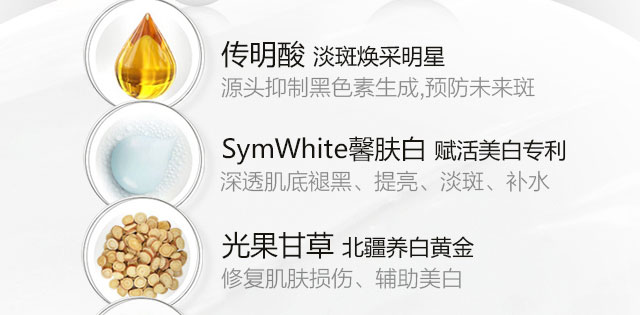 传明酸 淡斑焕采明星
源头抑制黑色素生成,预防未来斑
SymWhite馨肤白 赋活美白专利
深透肌底褪黑、提亮、淡斑、补水
光果甘草 北疆养白黄金
修复肌肤损伤、辅助美白